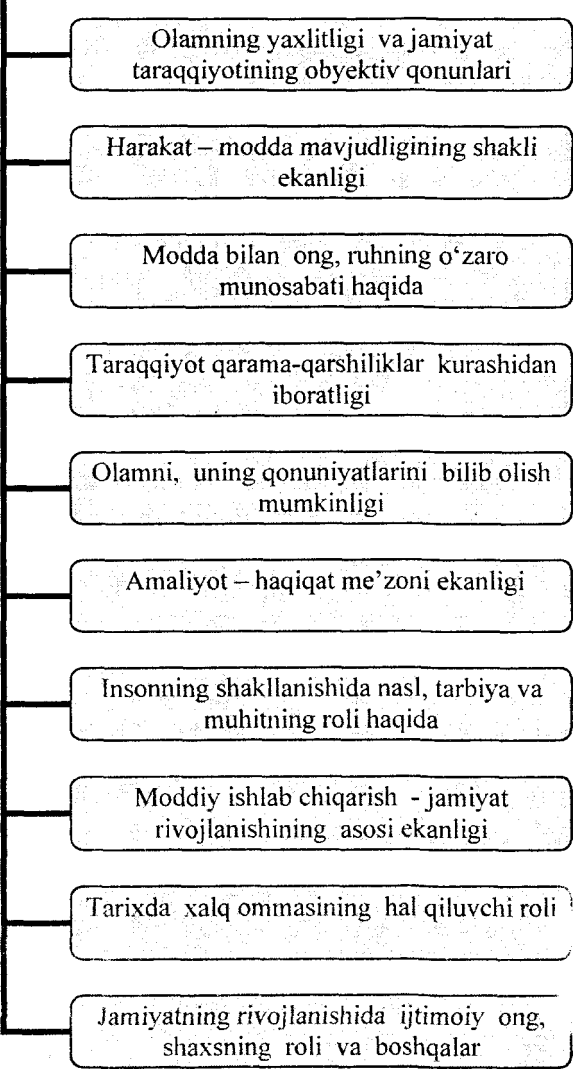 Olamning yaxlitligi va jamiyat
taraqqiyotining obyektiv qonunlari
Harakat – modda mavjudligining shakli
ekanligi
Modda bilan ong, ruhning o‘zaro
munosabati haqida
Taraqqiyot qarama-qarshiliklar kurashidan
iboratligi
Olamni, uning qonuniyatlarini bilib olish
mumkinligi
Amaliyot – haqiqat me’zoni ekanligi
Insonning shakllanishida nasl, tarbiya va
muhitning roli haqida
Moddiy ishlab chiqarish - jamiyat
rivojlanishining asosi ekanligi
Tarixda xalq ommasining hal qiluvchi roli
Jamiyatning rivojlanishida ijtimoiy ong,
shaxsning roli va boshqalar